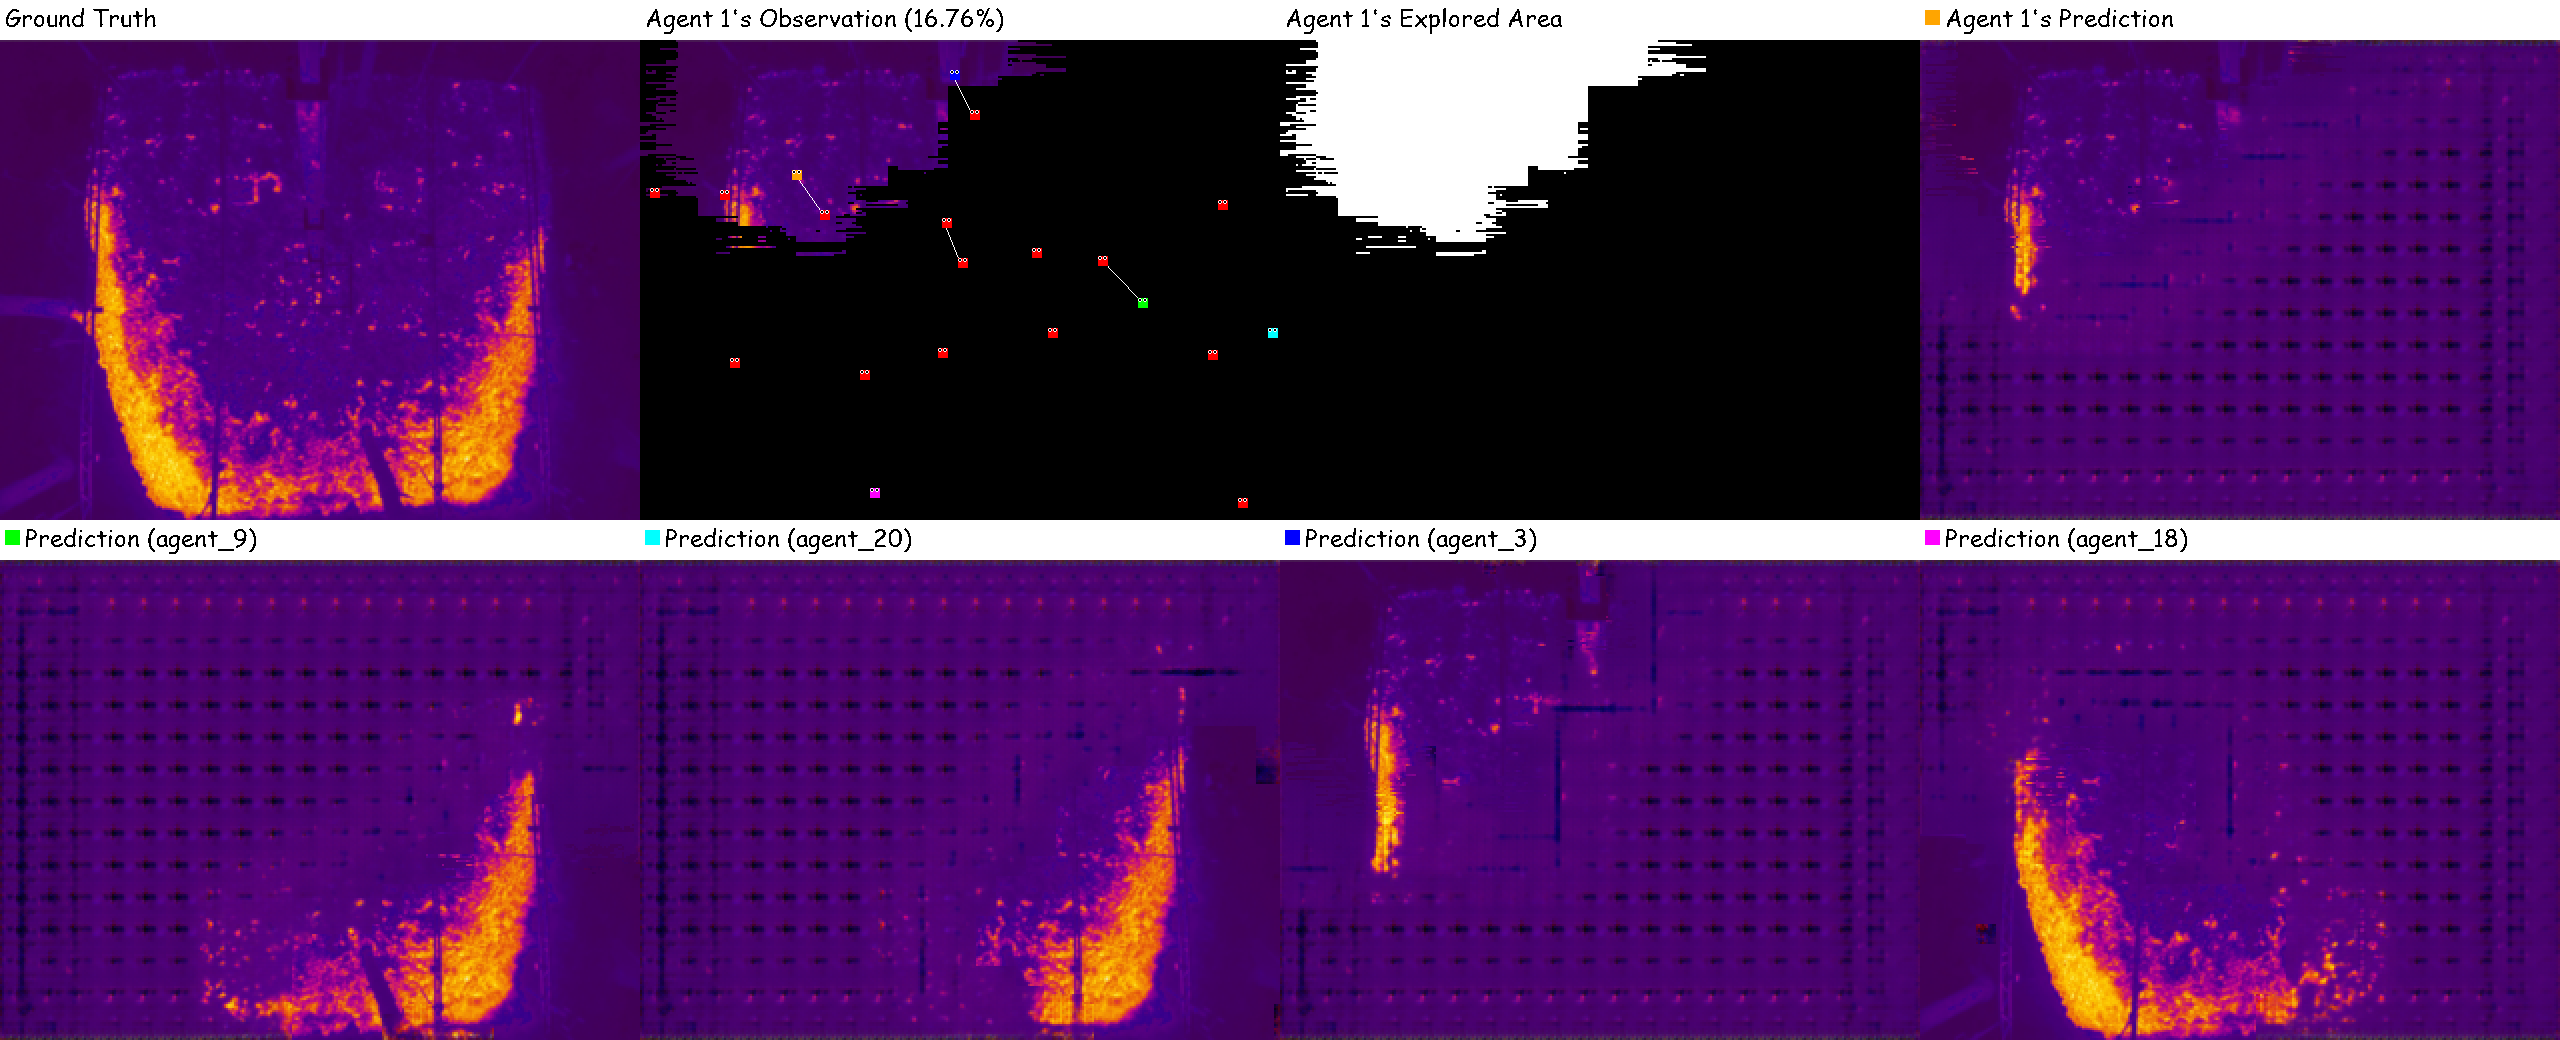 Ground Truth
Agent 1's Observation (16.76%)
Agent 1's Explored Area
Agent 1's Prediction
Prediction (agent_9)
Prediction (agent_20)
Prediction (agent_3)
Prediction (agent_18)